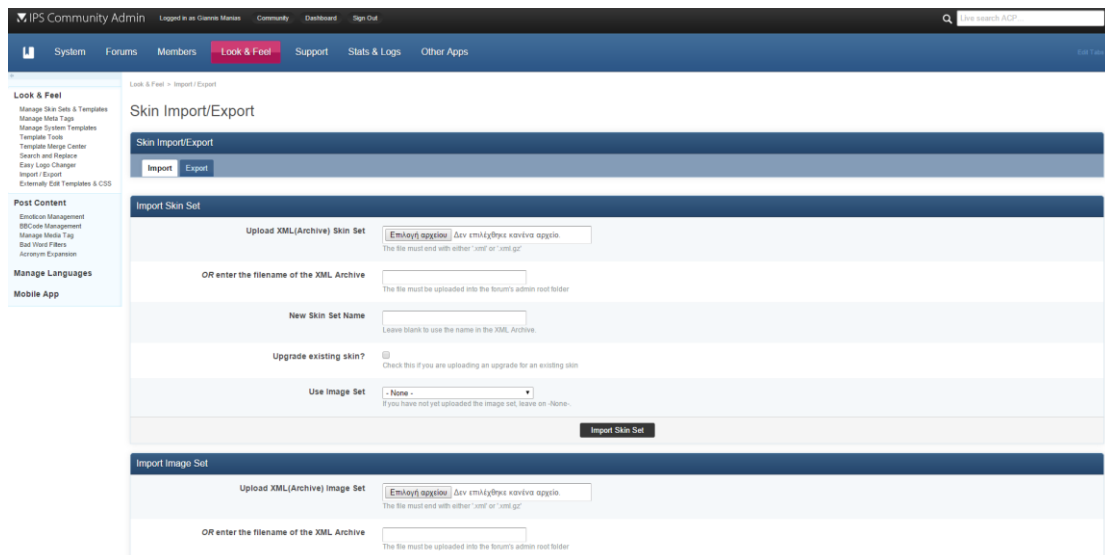 IPS Community Admin
Logged in as Giannis Manias
Community
Dashboard
Sign Out
Live search ACP...
System
Forums
Members
Look & Feel
Support
Stats & Logs
Other Apps
Look & Feel
Manage Skin Sets & Templates
Manage Meta Tags
Manage System Templates
Template Tools
Template Merge Center
Search and Replace
Easy Logo Changer
Import / Export
Externally Edit Templates & CSS
Post Content
Emoticon Management
BBCode Management
Manage Media Tag
Bad Word Filters
Acronym Expansion
Manage Languages
Mobile App
Look & Feel > Import / Export
Skin Import/Export
Skin Import/Export
Import
Export
Import Skin Set
Upload XML(Archive) Skin Set
Επιλογή αρχείου Δεν επιλέχθηκε κανένα αρχείο.
The file must end with either '.xml' or '.xml.gz'
OR enter the filename of the XML Archive
The file must be uploaded into the forum's admin root folder
New Skin Set Name
Leave blank to use the name in the XML Archive.
Upgrade existing skin?
Check this if you are uploading an upgrade for an existing skin
Use Image Set
- None -
If you have not yet uploaded the image set, leave on -None-.
Import Skin Set
Import Image Set
Upload XML(Archive) Image Set
Επιλογή αρχείου Δεν επιλέχθηκε κανένα αρχείο.
The file must end with either '.xml' or '.xml.gz'
OR enter the filename of the XML Archive
The file must be uploaded into the forum's admin root folder